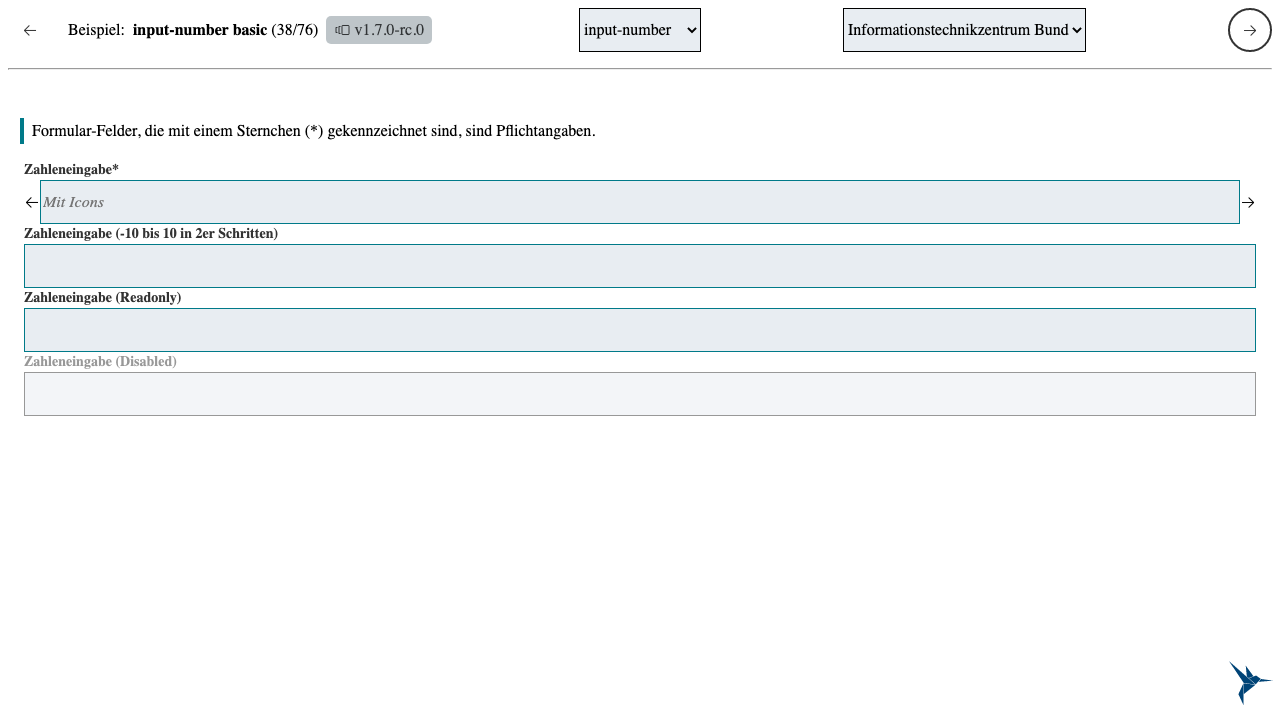 Beispiel: input-number basic (38/76) v1.7.0-rc.0 input-number Informationstechnikzentrum Bund
Formular-Felder, die mit einem Sternchen (*) gekennzeichnet sind, sind Pflichtangaben.
Zahleneingabe*
Mit Icons
Zahleneingabe (-10 bis 10 in 2er Schritten)
Zahleneingabe (Readonly)
Zahleneingabe (Disabled)